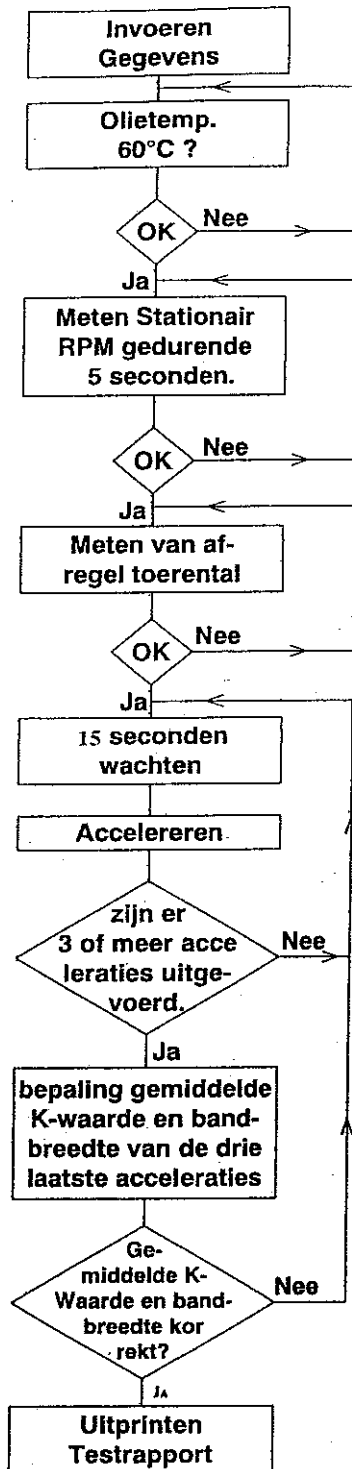 Invoeren
Gegevens
Olietemp.
60°C ?
OK
Nee
Ja
Meten Stationair
RPM gedurende
5 seconden.
OK
Nee
Ja
Meten van af-
regel toerental
OK
Nee
Ja
15 seconden
wachten
Accelereren
zijn er
3 of meer acce
leraties uitge-
voerd.
Nee
Ja
bepaling gemiddelde
K-waarde en band-
breedte van de drie
laatste acceleraties
Ge-
middelde K-
Waarde en band-
breedte kor
rekt?
Nee
JA
Uitprinten
Testrapport